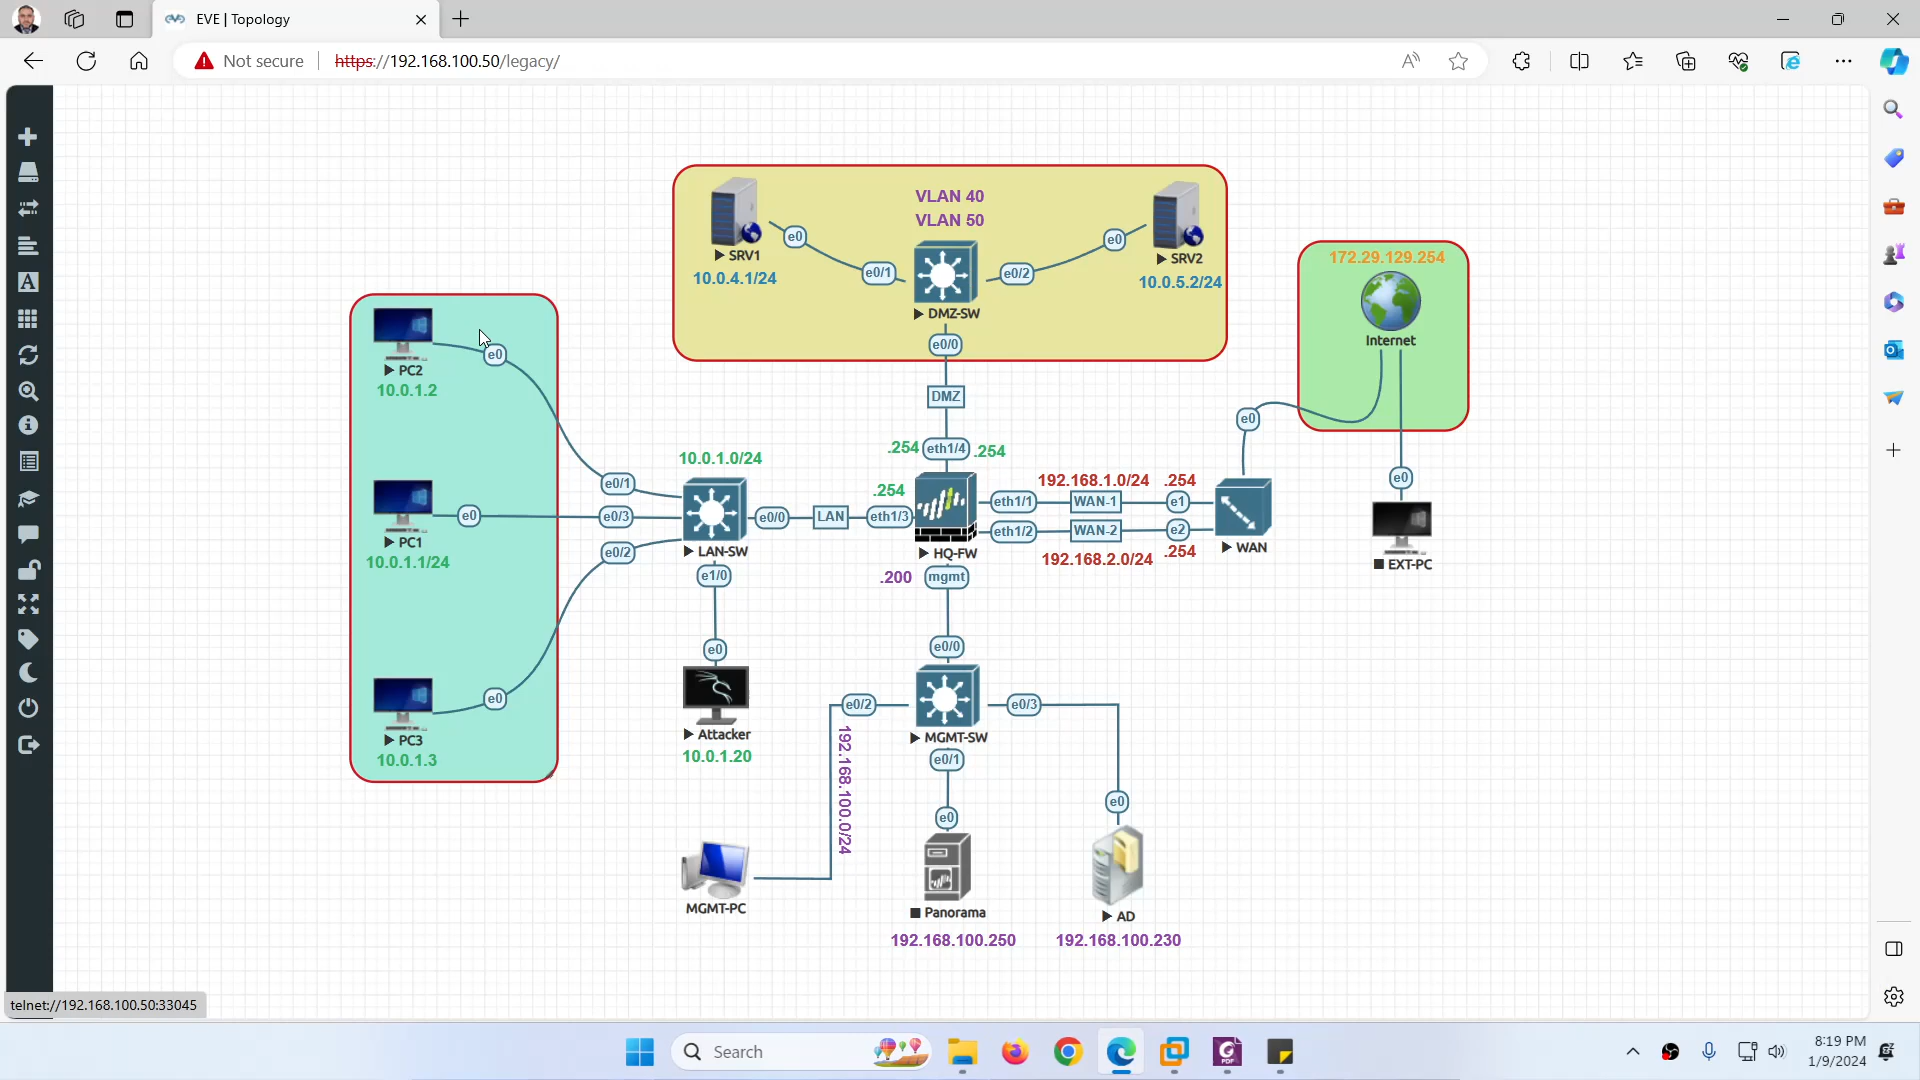 EVE | Topology
Not secure
https://192.168.100.50/legacy/
VLAN 40
VLAN 50
SRV1
10.0.4.1/24
e0
e0/1
DMZ-SW
e0/2
e0
SRV2
10.0.5.2/24
e0/0
172.29.129.254
Internet
PC2
10.0.1.2
e0
DMZ
e0
.254
eth1/4
.254
10.0.1.0/24
e0/1
.254
192.168.1.0/24
.254
e0
PC1
10.0.1.1/24
e0
e0/3
e0/0
LAN
eth1/3
eth1/1
WAN-1
e1
eth1/2
WAN-2
e2
LAN-SW
HQ-FW
WAN
EXT-PC
e0/2
192.168.2.0/24
.254
e1/0
.200
mgmt
e0
e0/0
PC3
10.0.1.3
e0
Attacker
10.0.1.20
e0/2
e0/3
MGMT-SW
e0/1
192.168.100.0/24
e0
e0
MGMT-PC
Panorama
192.168.100.250
AD
192.168.100.230
telnet://192.168.100.50:33045
Search
8:19 PM
1/9/2024